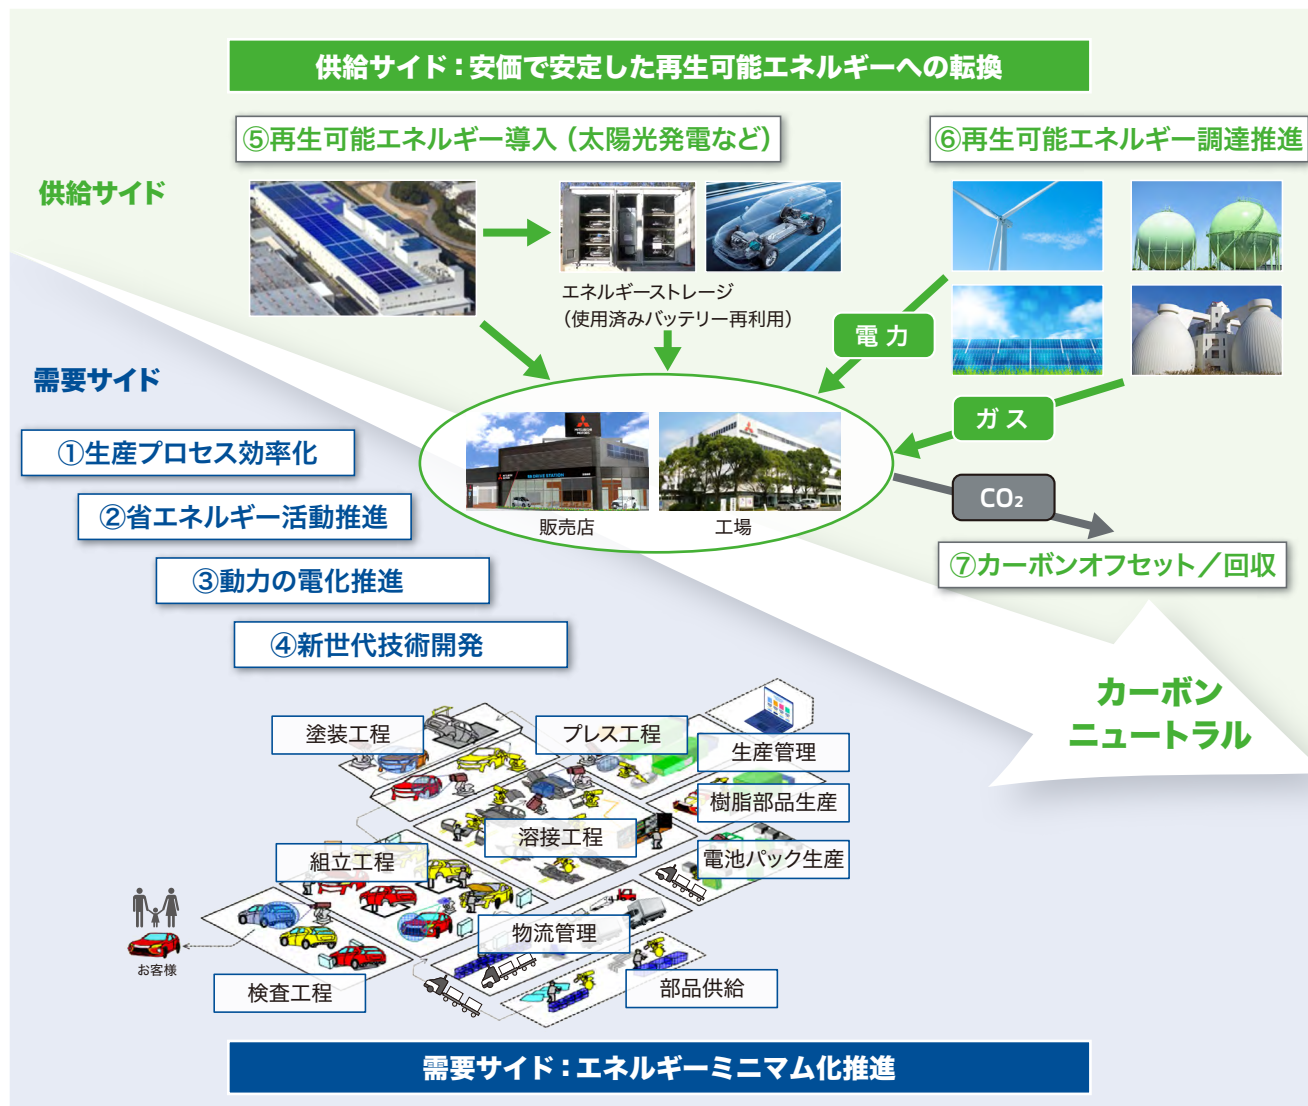 供給サイド：安価で安定した再生可能エネルギーへの転換
⑤再生可能エネルギー導入（太陽光発電など）
⑥再生可能エネルギー調達推進
供給サイド
エネルギーストレージ
（使用済みバッテリー再利用）
電力
ガス
需要サイド
①生産プロセス効率化
②省エネルギー活動推進
③動力の電化推進
④新世代技術開発
販売店
工場
CO₂
⑦カーボンオフセット／回収
カーボン
ニュートラル
塗装工程
プレス工程
生産管理
樹脂部品生産
溶接工程
組立工程
電池パック生産
物流管理
お客様
検査工程
部品供給
需要サイド：エネルギーミニマム化推進